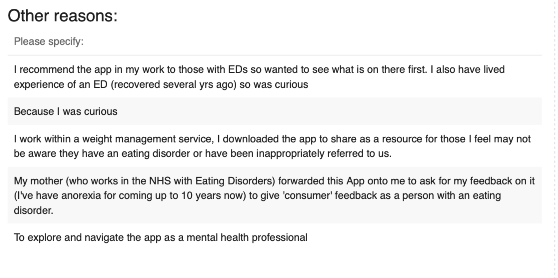 Other reasons:
Please specify:
I recommend the app in my work to those with EDs so wanted to see what is on there first. I also have lived
experience of an ED (recovered several yrs ago) so was curious
Because I was curious
I work within a weight management service, I downloaded the app to share as a resource for those I feel may not
be aware they have an eating disorder or have been inappropriately referred to us.
My mother (who works in the NHS with Eating Disorders) forwarded this App onto me to ask for my feedback on it
(I've have anorexia for coming up to 10 years now) to give 'consumer' feedback as a person with an eating
disorder.
To explore and navigate the app as a mental health professional